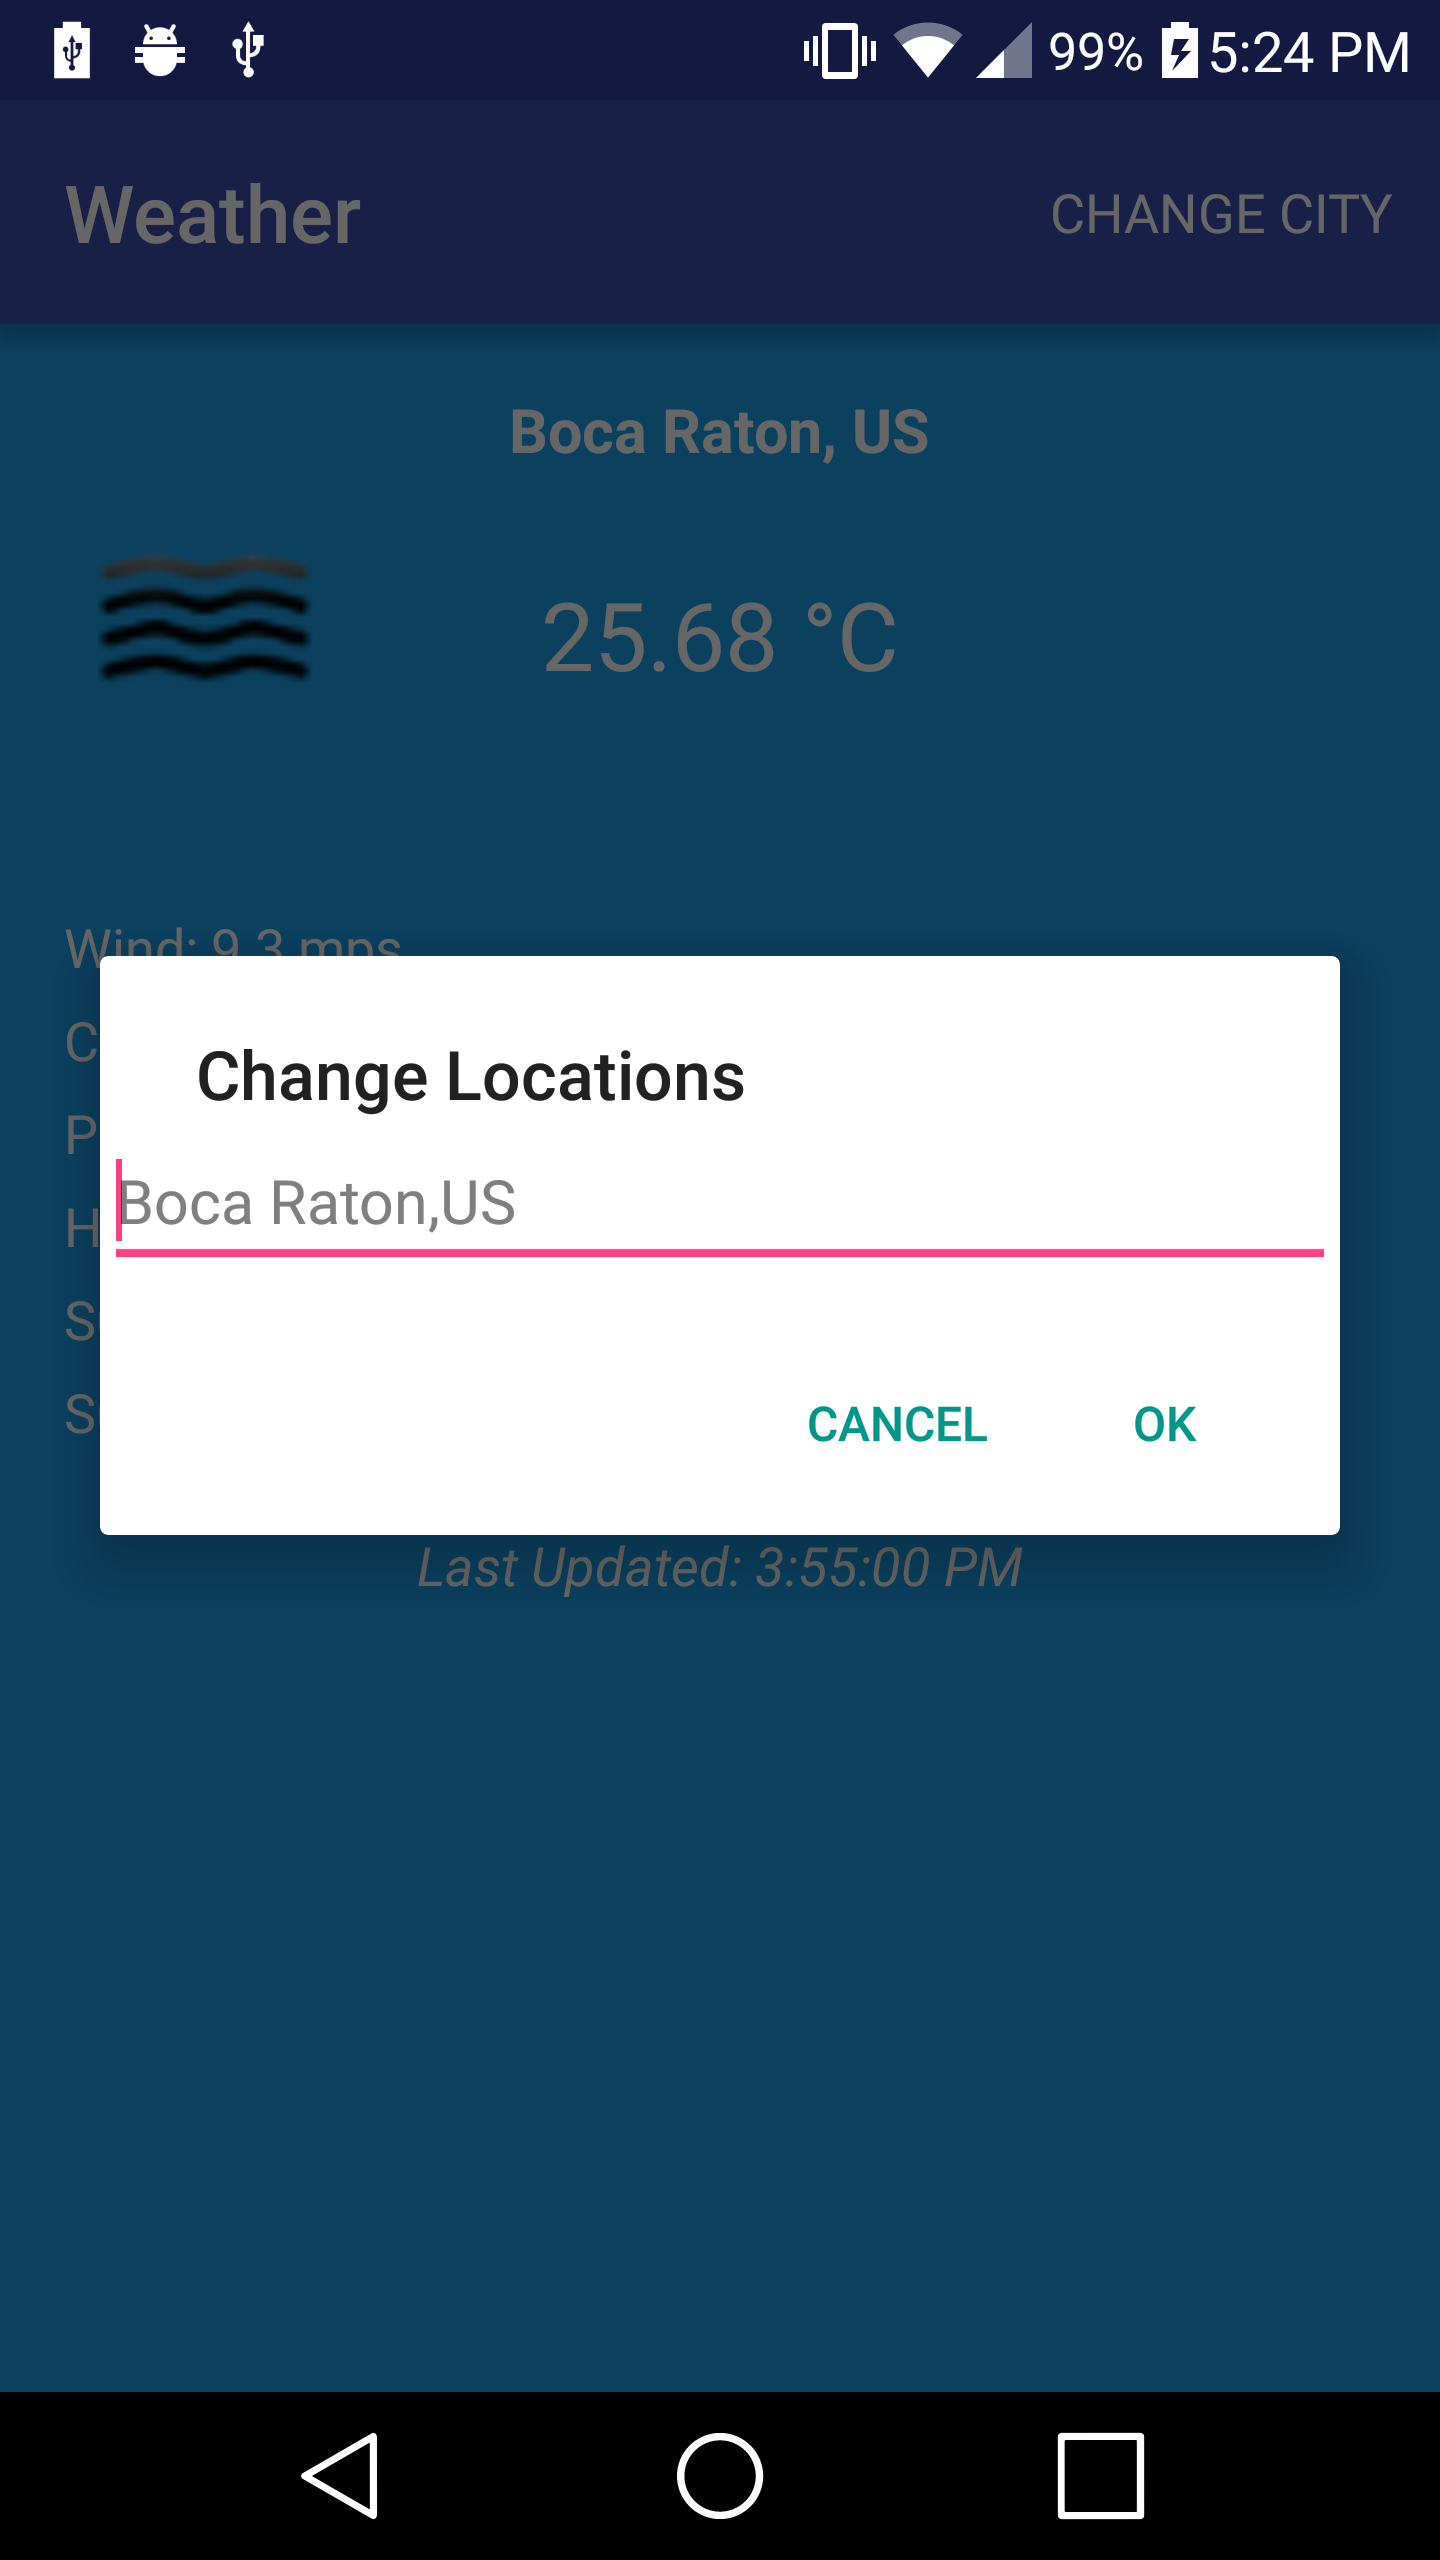 99% 5:24 PM
Weather CHANGE CITY
Boca Raton, US
25.68 °C
Wind: 9.3 mps
C
P
H
S
S
Change Locations
Boca Raton,US
CANCEL OK
Last Updated: 3:55:00 PM